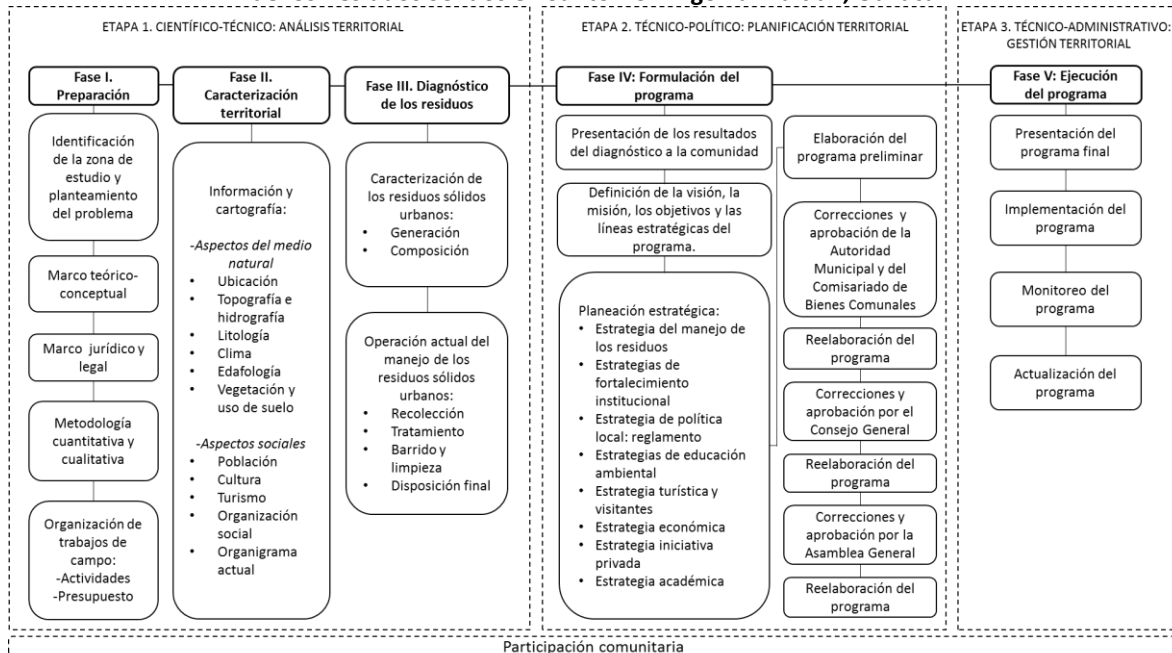 ETAPA 1. CIENTÍFICO-TÉCNICO: ANÁLISIS TERRITORIAL
Fase I.
Preparación
Identificación
de la zona de
estudio y
planteamiento
del problema
Marco teórico-
conceptual
Marco jurídico y
legal
Metodología
cuantitativa y
cualitativa
Organización de
trabajos de
campo:
-Actividades
-Presupuesto
Fase II.
Caracterización
territorial
Información y
cartografía:
-Aspectos del medio
natural
• Ubicación
• Topografía e
hidrografía
• Litología
• Clima
• Edafología
• Vegetación y
uso de suelo
-Aspectos sociales
• Población
• Cultura
• Turismo
• Organización
social
• Organigrama
actual
Fase III. Diagnóstico
de los residuos
Caracterización de
los residuos sólidos
urbanos:
• Generación
• Composición
Operación actual del
manejo de los
residuos sólidos
urbanos:
• Recolección
• Tratamiento
• Barrido y
limpieza
• Disposición final
ETAPA 2. TÉCNICO-POLÍTICO: PLANIFICACIÓN TERRITORIAL
Fase IV: Formulación del
programa
Presentación de los resultados
del diagnóstico a la comunidad
Definición de la visión, la
misión, los objetivos y las
líneas estratégicas del
programa.
Planeación estratégica:
• Estrategia del manejo de
los residuos
• Estrategias de
fortalecimiento
institucional
• Estrategia de política
local: reglamento
• Estrategias de educación
ambiental
• Estrategia turística y
visitantes
• Estrategia económica
• Estrategia iniciativa
privada
• Estrategia académica
Elaboración del
programa preliminar
Correcciones y
aprobación de la
Autoridad
Municipal y del
Comisariado de
Bienes Comunales
Reelaboración del
programa
Correcciones y
aprobación por el
Consejo General
Reelaboración del
programa
Correcciones y
aprobación por la
Asamblea General
Reelaboración del
programa
ETAPA 3. TÉCNICO-ADMINISTRATIVO:
GESTIÓN TERRITORIAL
Fase V: Ejecución
del programa
Presentación del
programa final
Implementación del
programa
Monitoreo del
programa
Actualización del
programa
Participación comunitaria